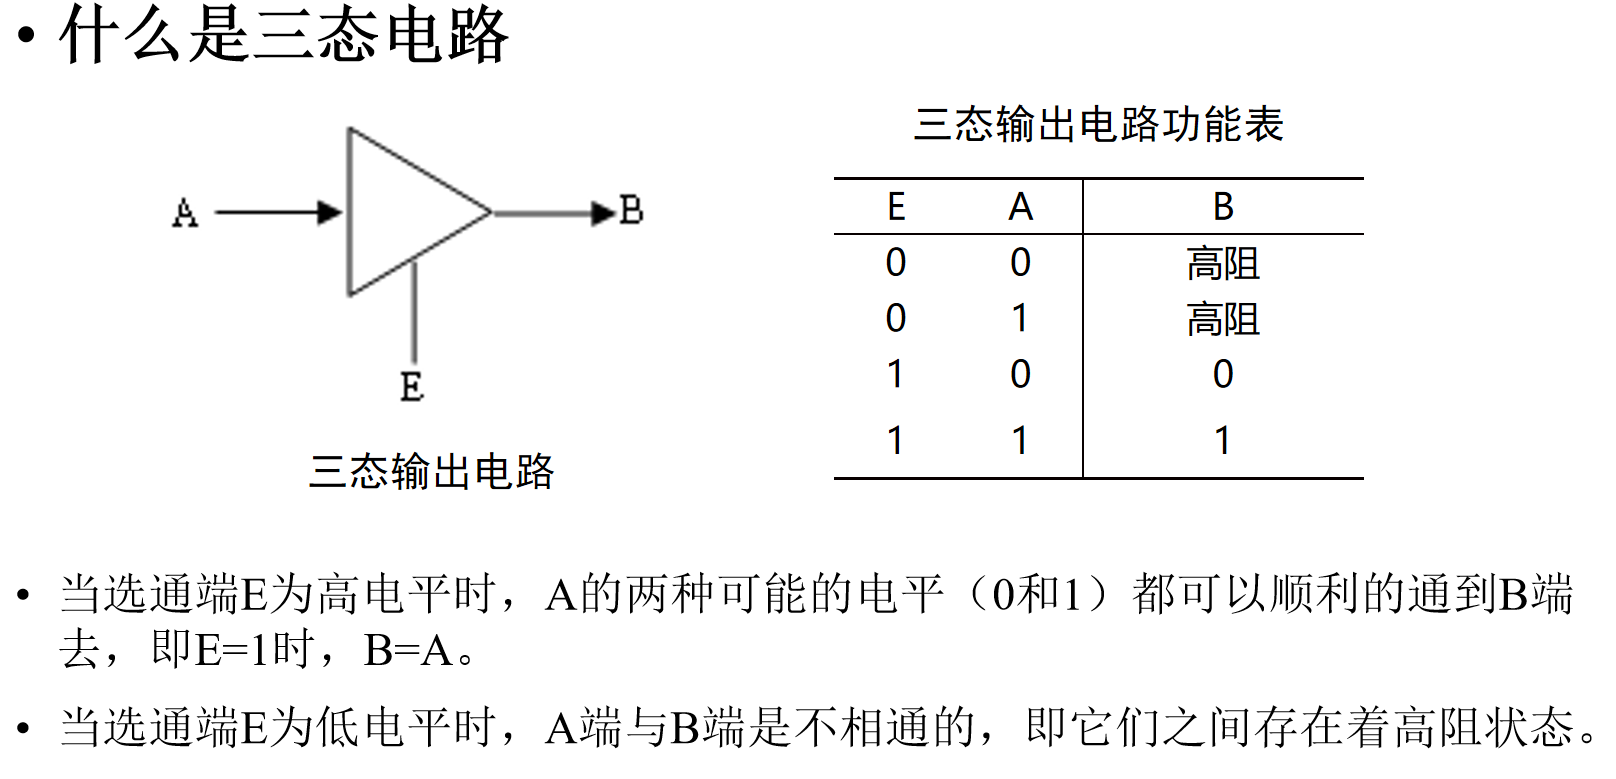 • 什么是三态电路
三态输出电路功能表
E A B
0 0 高阻
0 1 高阻
1 0 0
1 1 1
A
B
E
三态输出电路
• 当选通端E为高电平时，A的两种可能的电平（0和1）都可以顺利的通到B端
去，即E=1时，B=A。
• 当选通端E为低电平时，A端与B端是不相通的，即它们之间存在着高阻状态。